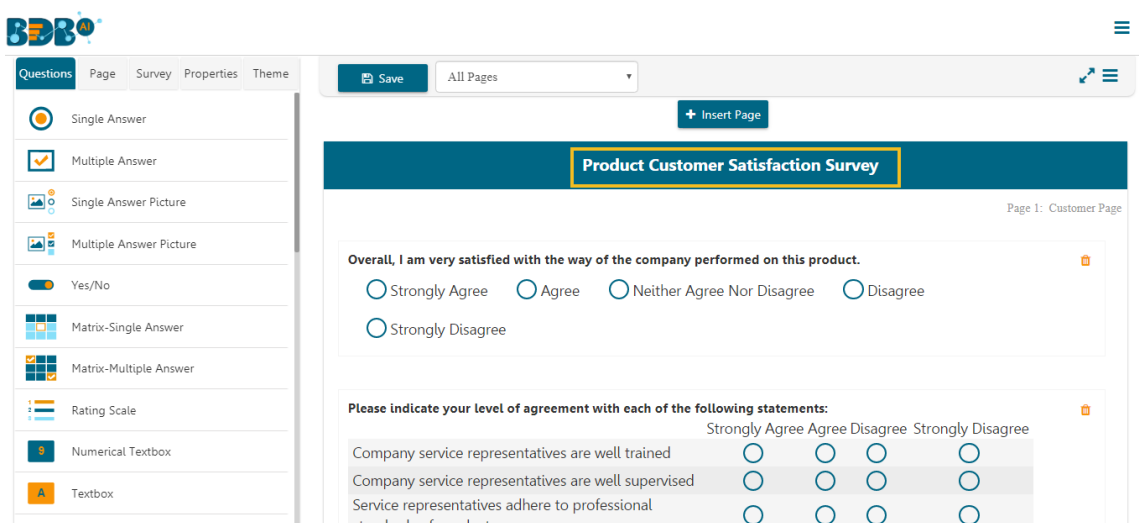 BDB AI
Questions Page Survey Properties Theme
Save All Pages
Insert Page
Single Answer
Multiple Answer
Single Answer Picture
Multiple Answer Picture
Yes/No
Matrix-Single Answer
Matrix-Multiple Answer
Rating Scale
9 Numerical Textbox
A Textbox
Product Customer Satisfaction Survey
Page 1: Customer Page
Overall, I am very satisfied with the way of the company performed on this product.
Strongly Agree Agree Neither Agree Nor Disagree Disagree
Strongly Disagree
Please indicate your level of agreement with each of the following statements:
Strongly Agree Agree Disagree Strongly Disagree
Company service representatives are well trained
Company service representatives are well supervised
Service representatives adhere to professional